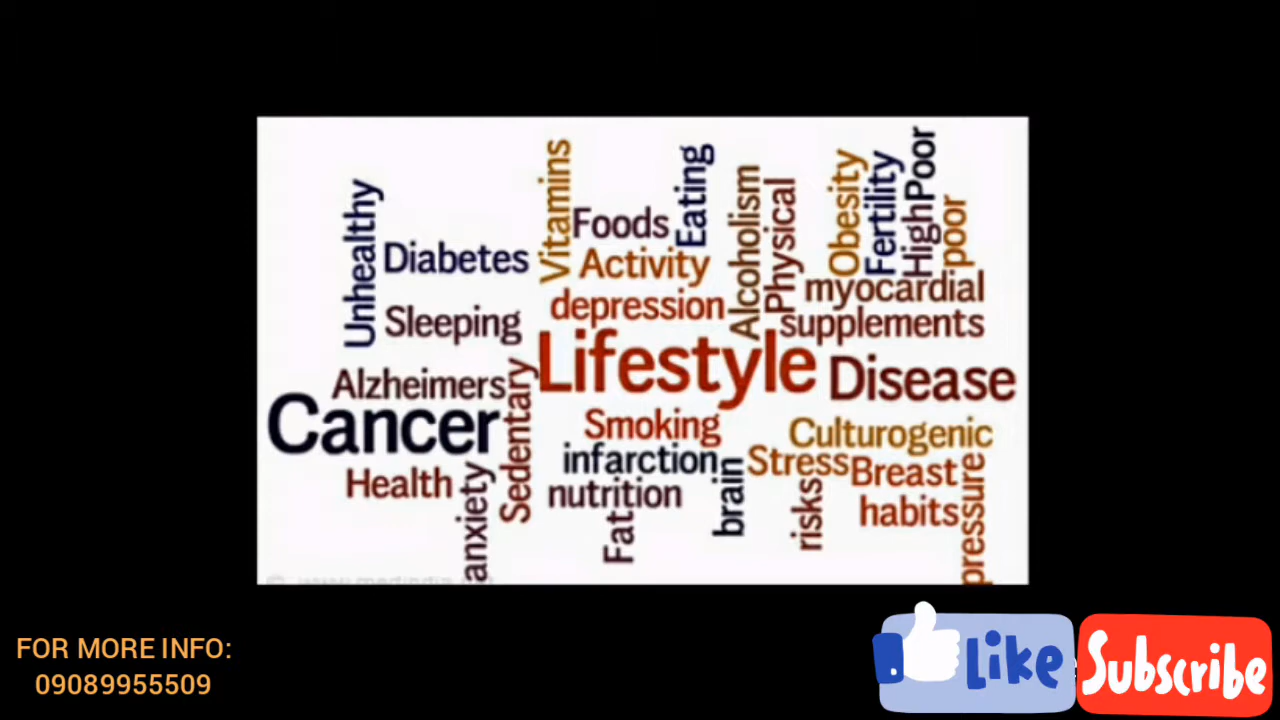 Unhealthy
Diabetes
Sleeping
Vitamins
Foods
Eating
Activity
depression
Alcoholism
Physical
Obesity
Fertility
High
Poor
poor
myocardial
supplements
Alzheimers
Lifestyle
Disease
Cancer
Sedentary
Smoking
Culturogenic
infarction
Stress
Breast
Health
anxiety
nutrition
brain
risks
habits
pressure
Fat
FOR MORE INFO:
09089955509
Like
Subscribe